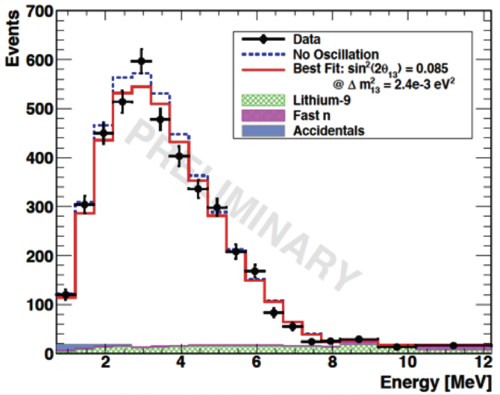 Events
700
600
500
400
300
200
100
0
2 4 6 8 10 12
Energy [MeV]
Data
No Oscillation
Best Fit: sin²(2θ₁₃) = 0.085
@ Δ m²₁₃ = 2.4e-3 eV²
Lithium-9
Fast n
Accidentals
PRELIMINARY